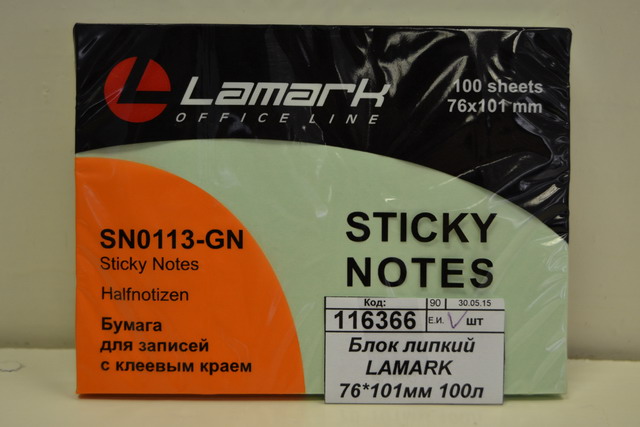 Lamark
OFFICE LINE
100 sheets
76x101 mm
SN0113-GN
Sticky Notes
Halfnotizen
Бумага
для записей
с клеевым краем
STICKY
NOTES
Код: 90 30.05.15
116366 Е.И. шт
Блок липкий
LAMARK
76*101мм 100л